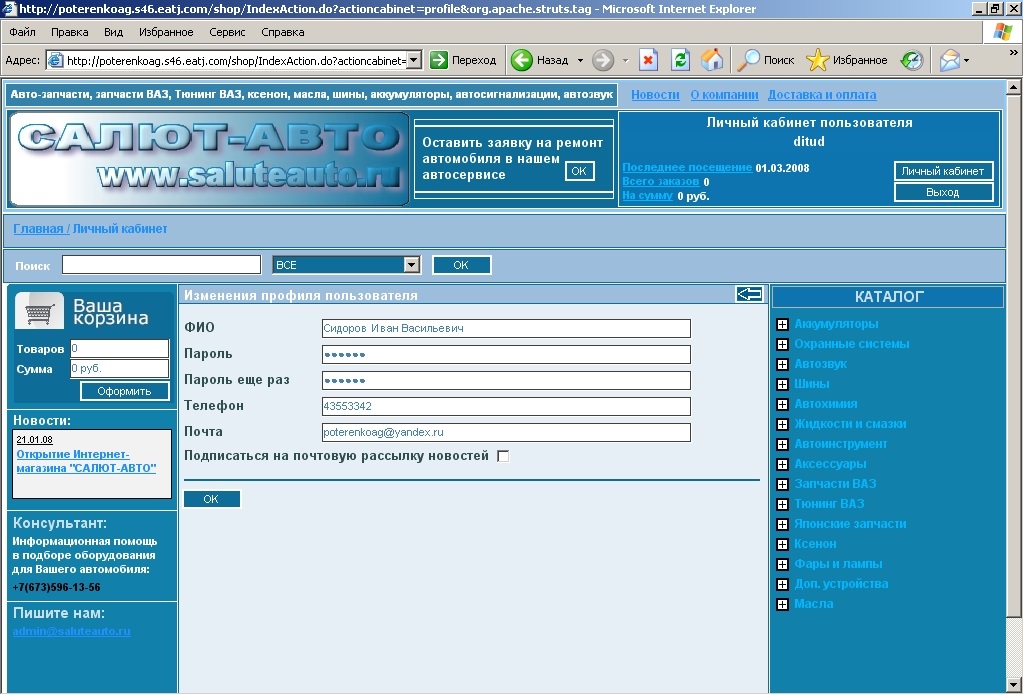 http://poterenkoag.s46.eatj.com/shop/IndexAction.do?actioncabinet=profile&org.apache.struts.tag - Microsoft Internet Explorer
Файл Правка Вид Избранное Сервис Справка
Адрес: http://poterenkoag.s46.eatj.com/shop/IndexAction.do?actioncabinet= Переход Назад Поиск Избранное
Авто-запчасти, запчасти ВАЗ, Тюнинг ВАЗ, ксенон, масла, шины, аккумуляторы, автосигнализации, автозвук
Новости О компании Доставка и оплата
САЛЮТ-АВТО
www.saluteauto.ru
Оставить заявку на ремонт
автомобиля в нашем
автосервисе OK
Личный кабинет пользователя
ditud
Последнее посещение 01.03.2008
Всего заказов 0
На сумму 0 руб.
Личный кабинет
Выход
Главная / Личный кабинет
Поиск ВСЕ OK
Ваша
корзина
Товаров 0
Сумма 0 руб.
Оформить
Новости:
21.01.08
Открытие Интернет-
магазина "САЛЮТ-АВТО"
Консультант:
Информационная помощь
в подборе оборудования
для Вашего автомобиля:
+7(673)596-13-56
Пишите нам:
admin@saluteauto.ru
Изменения профиля пользователя
ФИО Сидоров Иван Васильевич
Пароль ••••••
Пароль еще раз ••••••
Телефон 43553342
Почта poterenkoag@yandex.ru
Подписаться на почтовую рассылку новостей
OK
КАТАЛОГ
Аккумуляторы
Охранные системы
Автозвук
Шины
Автохимия
Жидкости и смазки
Автоинструмент
Аксессуары
Запчасти ВАЗ
Тюнинг ВАЗ
Японские запчасти
Ксенон
Фары и лампы
Доп. устройства
Масла